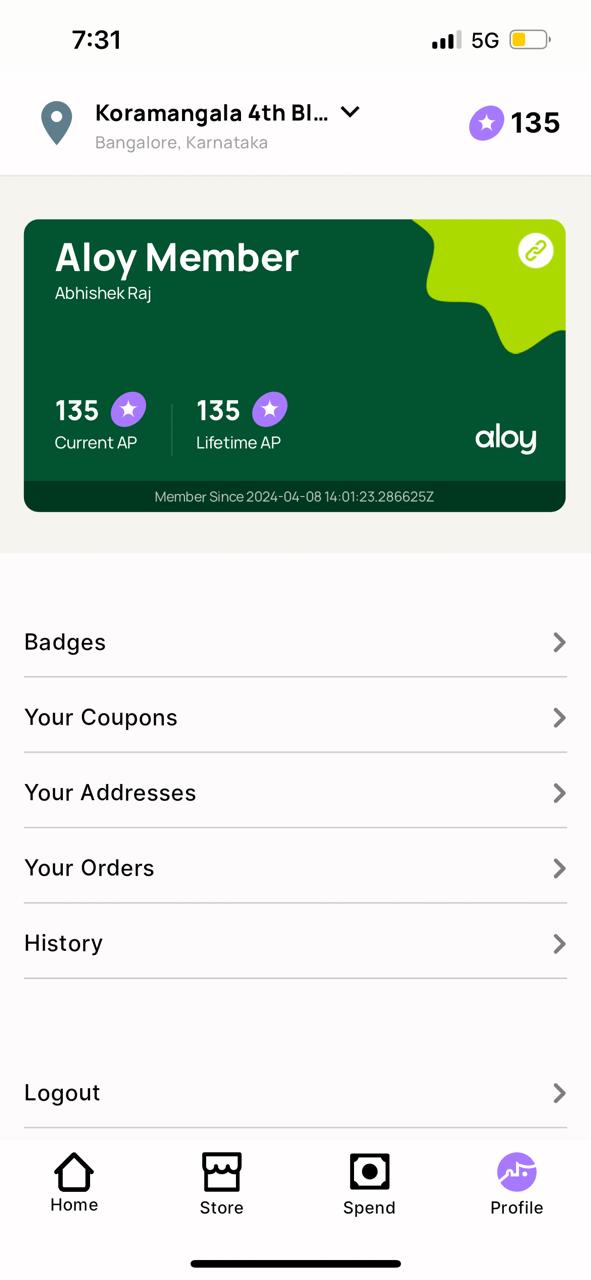 7:31
5G
Koramangala 4th Bl...
Bangalore, Karnataka
135
Aloy Member
Abhishek Raj
135
135
Current AP
Lifetime AP
aloy
Member Since 2024-04-08 14:01:23.286625Z
Badges
Your Coupons
Your Addresses
Your Orders
History
Logout
Home
Store
Spend
Profile